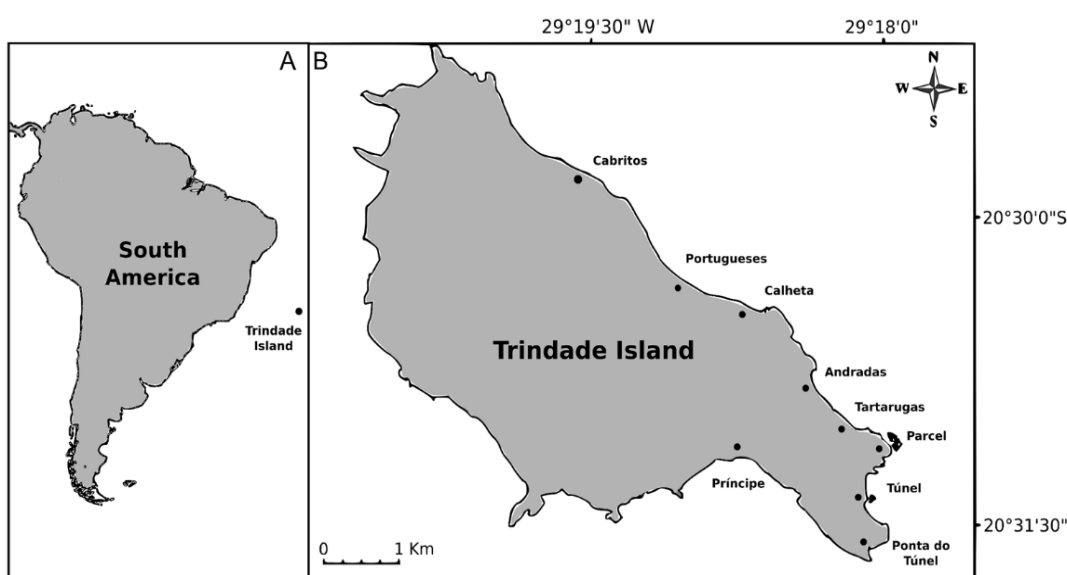 29°19'30" W
29°18'0"
A
B
N
W
E
S
Cabritos
20°30'0"S
South
America
Portugueses
Calheta
Trindade
Island
Trindade Island
Andradas
Tartarugas
Parcel
Príncipe
Túnel
20°31'30"
Ponta do
Túnel
0
1 Km